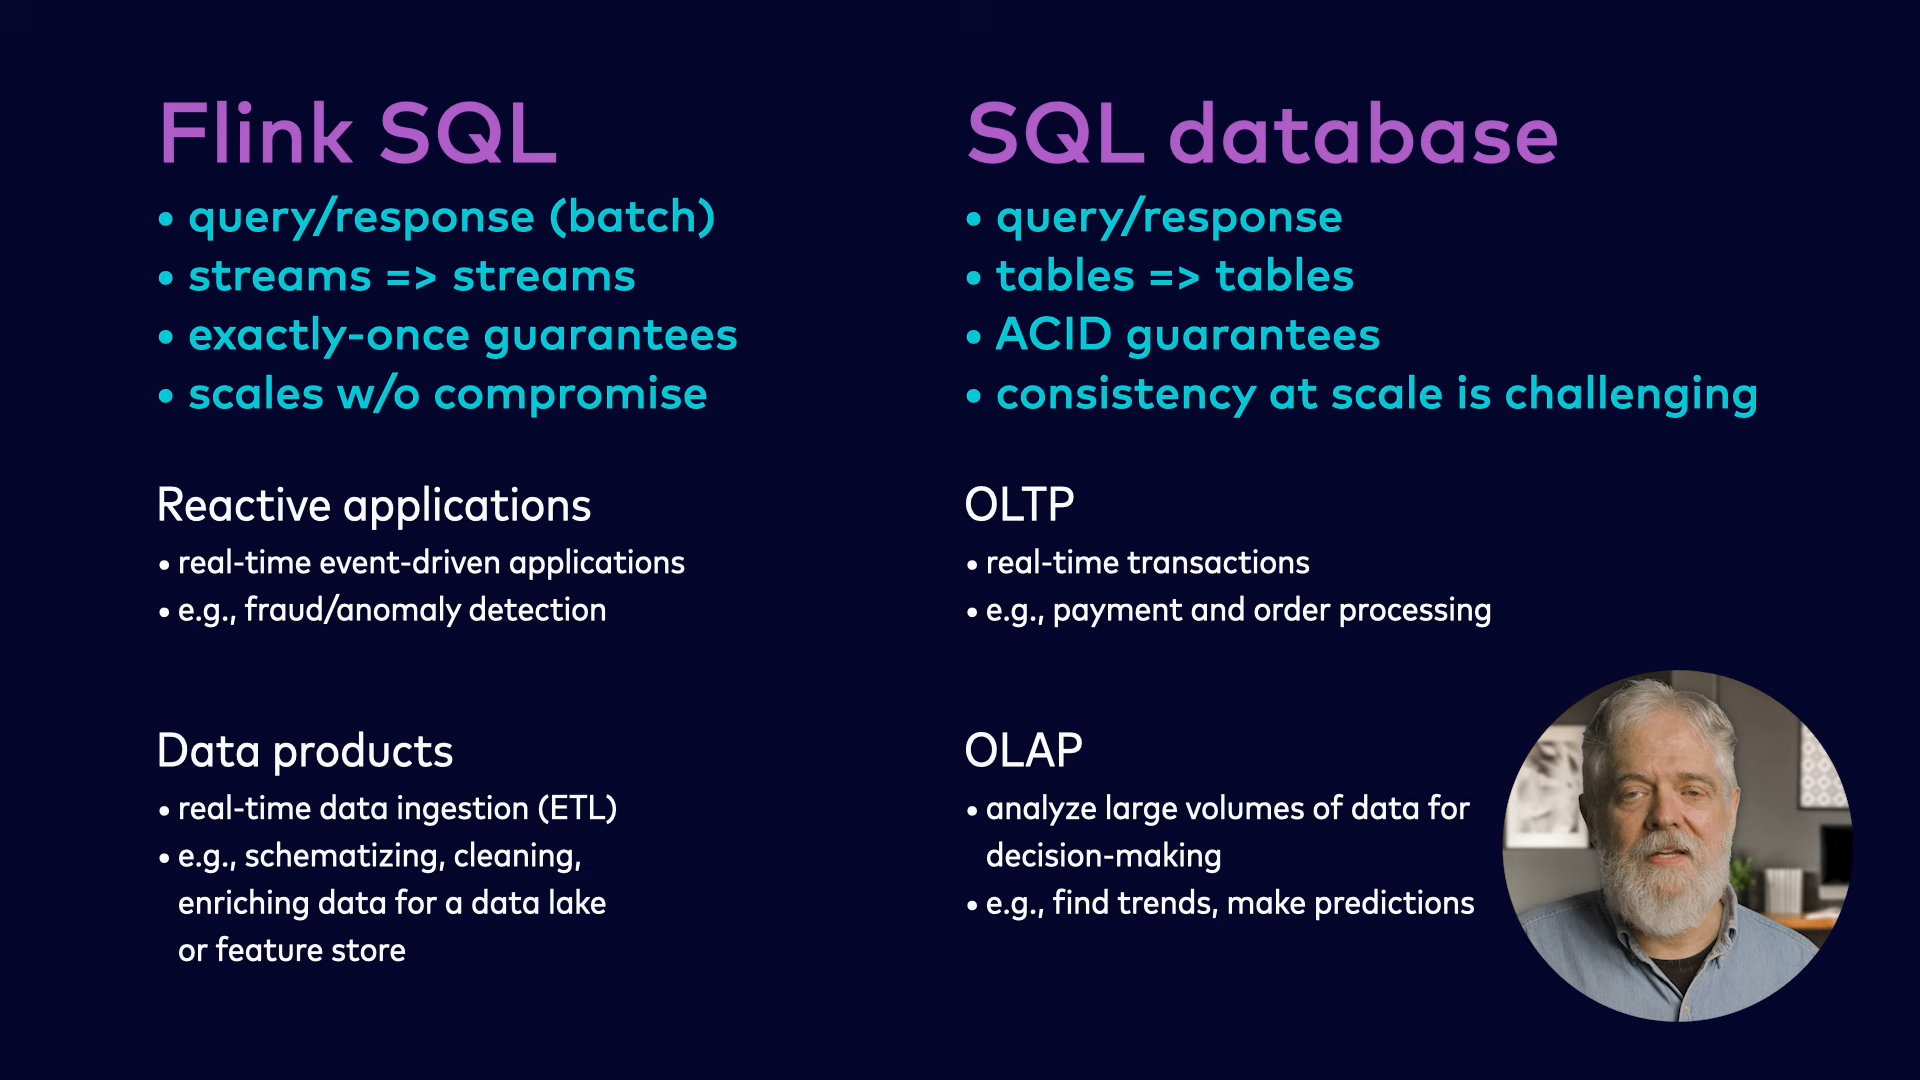 Flink SQL
• query/response (batch)
• streams => streams
• exactly-once guarantees
• scales w/o compromise
Reactive applications
• real-time event-driven applications
• e.g., fraud/anomaly detection
Data products
• real-time data ingestion (ETL)
• e.g., schematizing, cleaning,
enriching data for a data lake
or feature store
SQL database
• query/response
• tables => tables
• ACID guarantees
• consistency at scale is challenging
OLTP
• real-time transactions
• e.g., payment and order processing
OLAP
• analyze large volumes of data for
decision-making
• e.g., find trends, make predictions